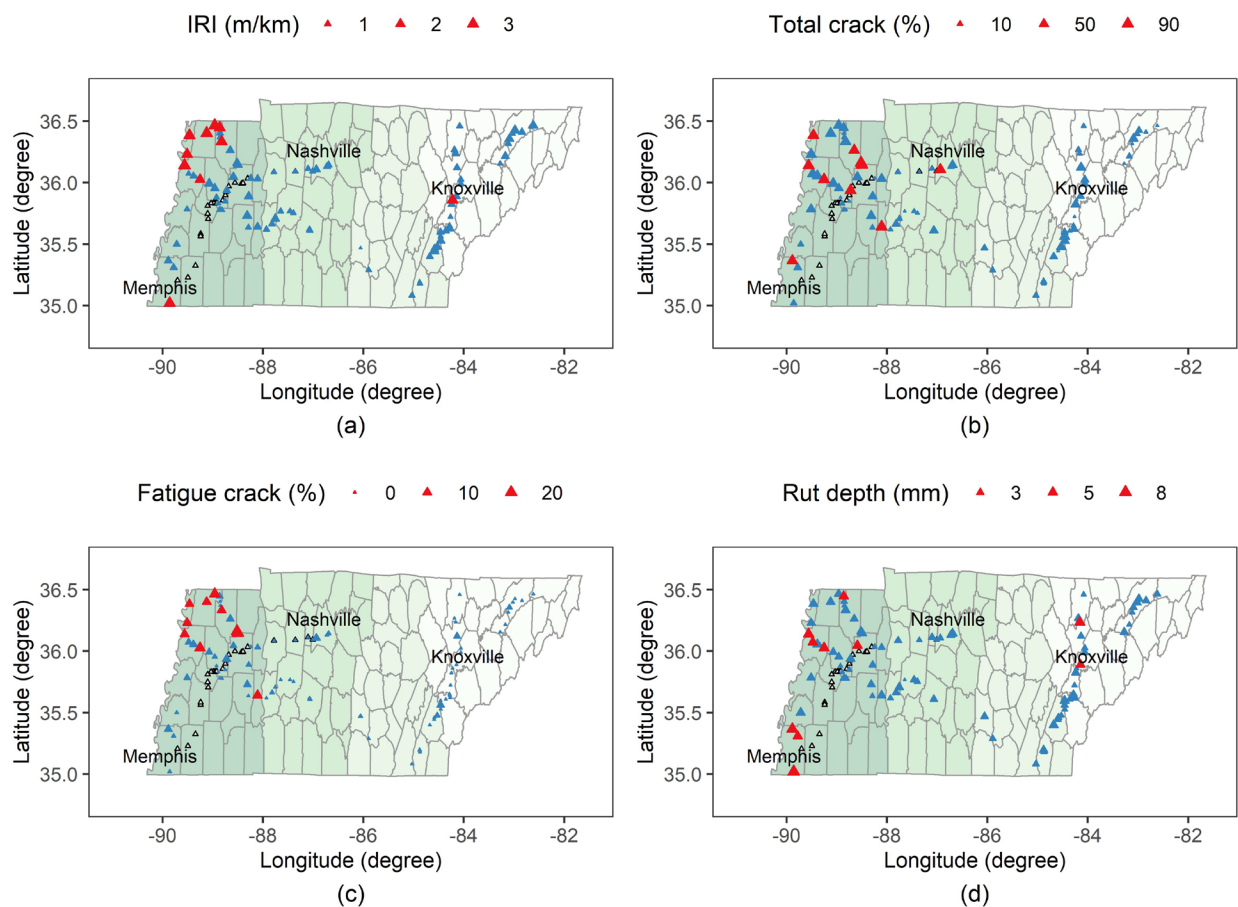 IRI (m/km) 1 2 3
Latitude (degree)
36.5
36.0
35.5
35.0
Nashville
Knoxville
Memphis
-90 -88 -86 -84 -82
Longitude (degree)
(a)
Total crack (%) 10 50 90
Latitude (degree)
36.5
36.0
35.5
35.0
Nashville
Knoxville
Memphis
-90 -88 -86 -84 -82
Longitude (degree)
(b)
Fatigue crack (%) 0 10 20
Latitude (degree)
36.5
36.0
35.5
35.0
Nashville
Knoxville
Memphis
-90 -88 -86 -84 -82
Longitude (degree)
(c)
Rut depth (mm) 3 5 8
Latitude (degree)
36.5
36.0
35.5
35.0
Nashville
Knoxville
Memphis
-90 -88 -86 -84 -82
Longitude (degree)
(d)